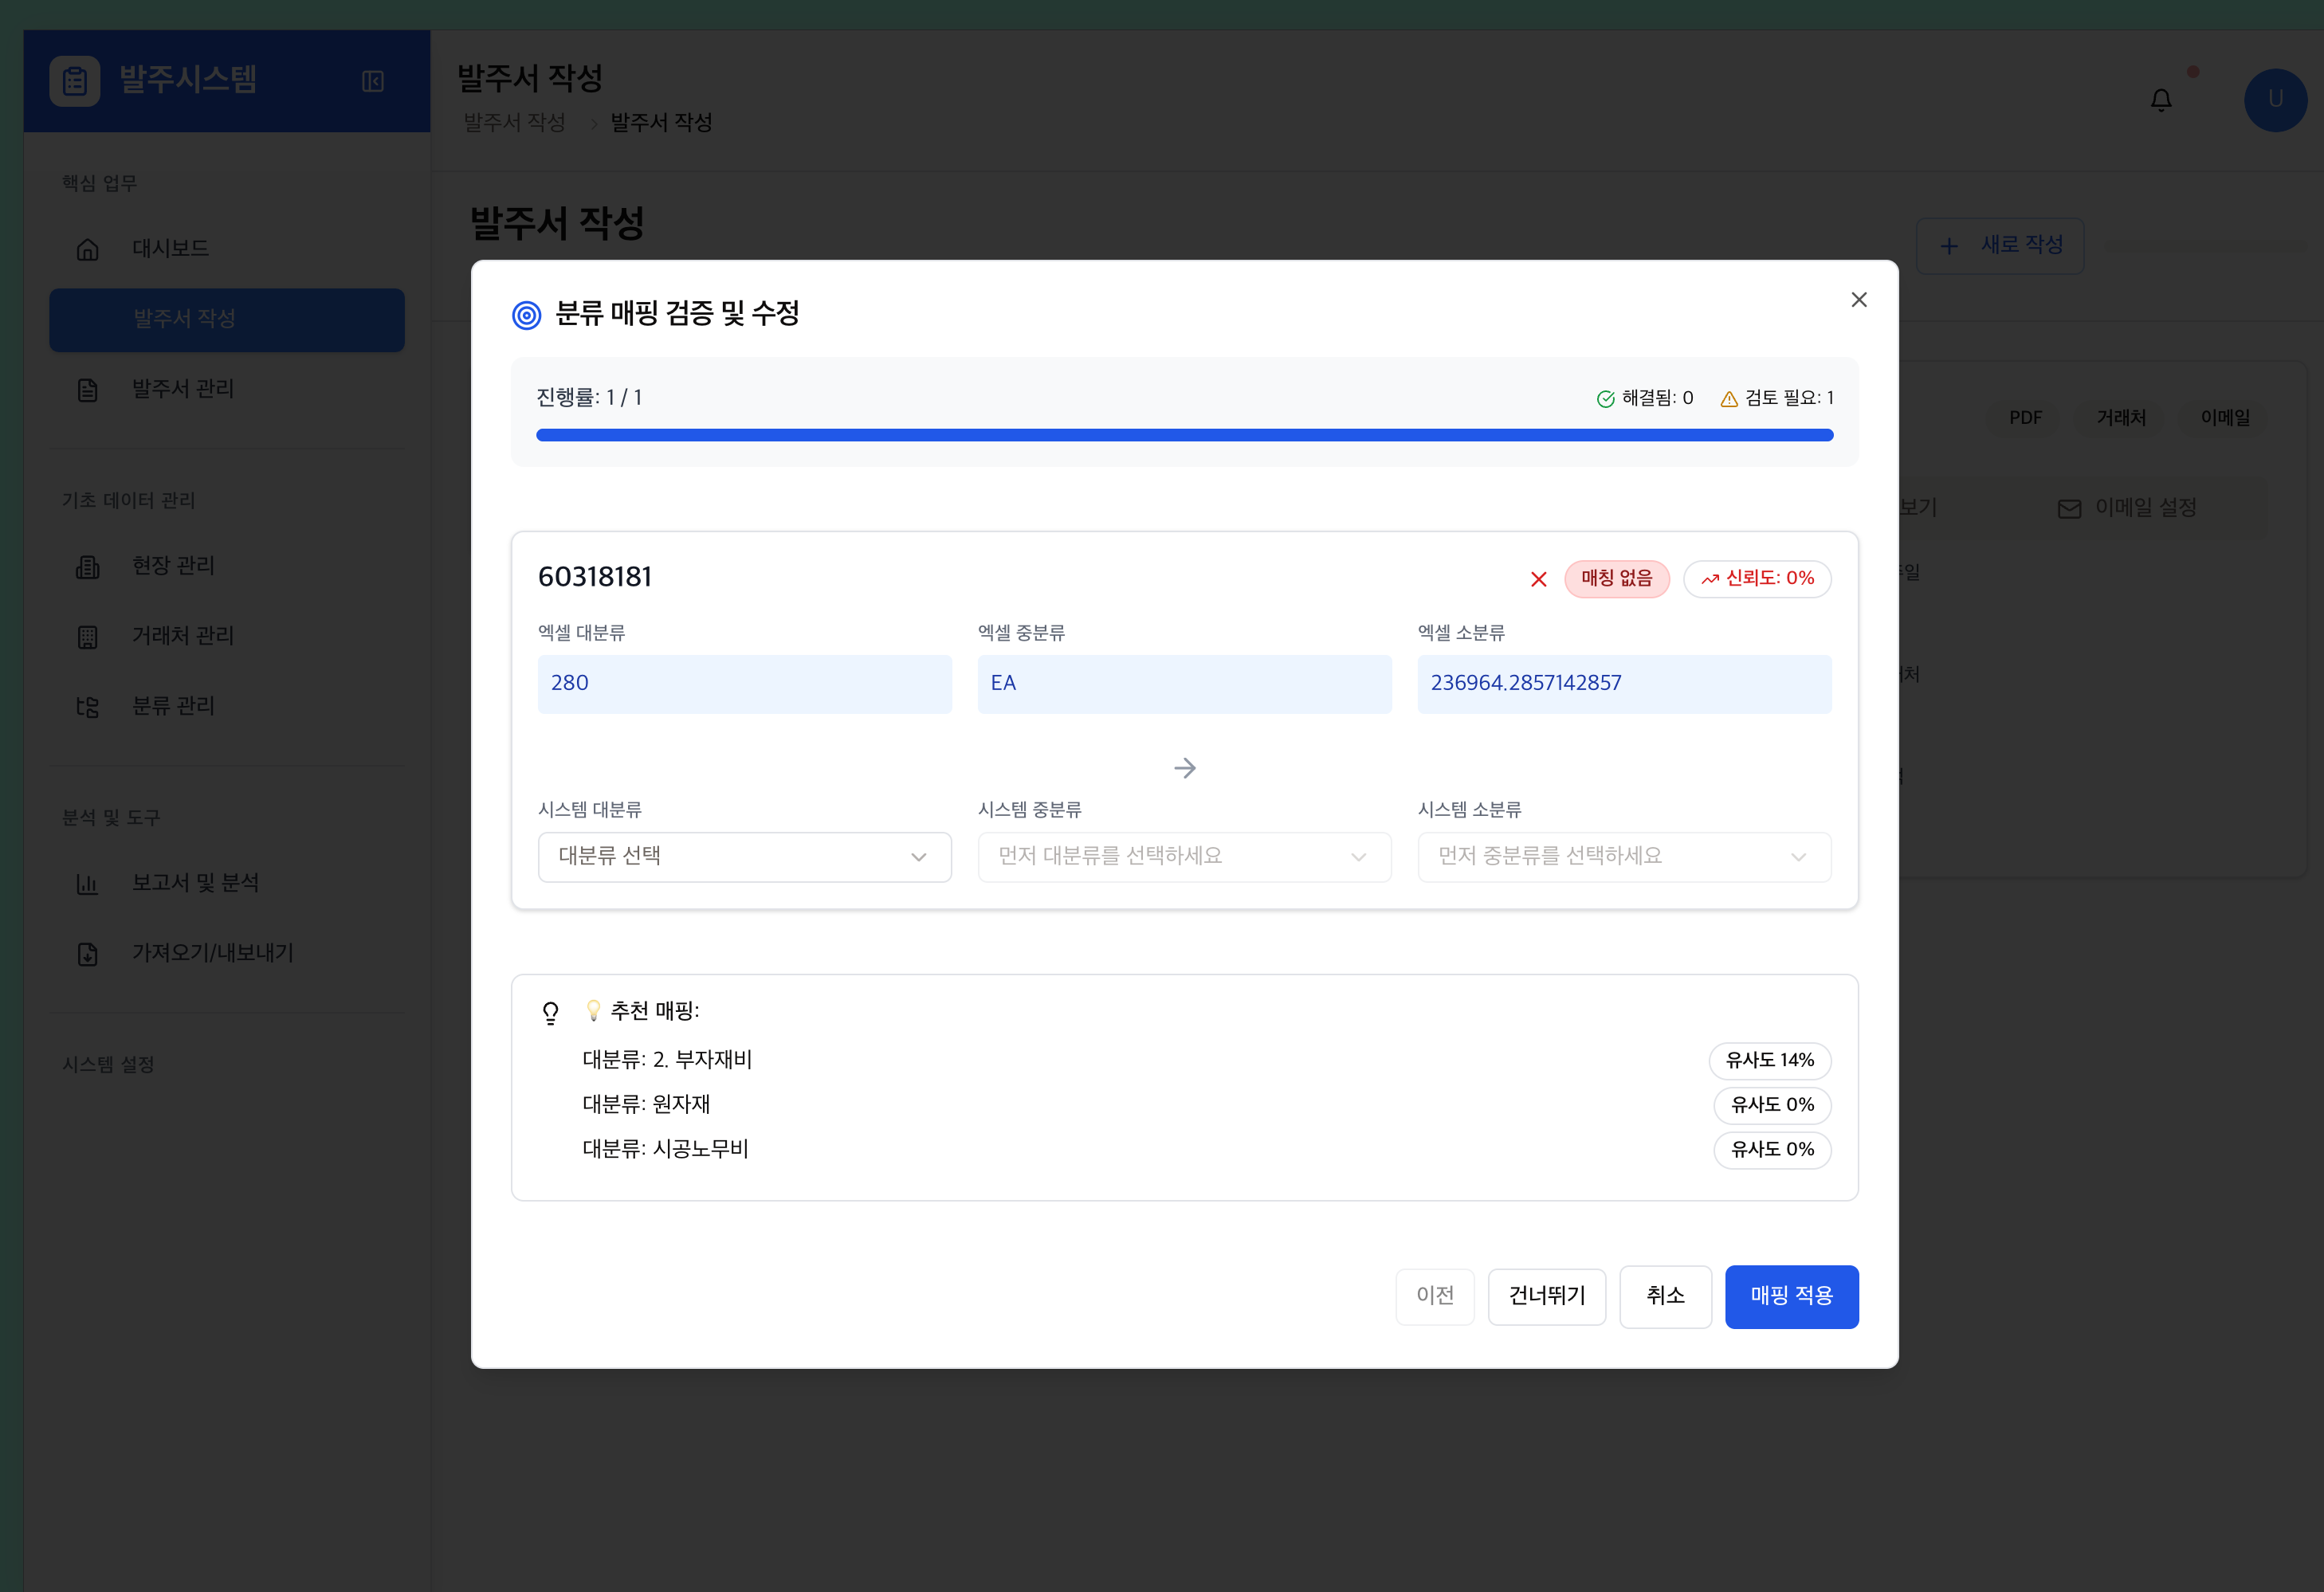 발주시스템
발주서 작성
발주서 작성 > 발주서 작성
U
핵심 업무
대시보드
발주서 작성
발주서 관리
기초 데이터 관리
현장 관리
거래처 관리
분류 관리
분석 및 도구
보고서 및 분석
가져오기/내보내기
시스템 설정
발주서 작성
+ 새로 작성
PDF 거래처 이메일
보기 이메일 설정
분류 매핑 검증 및 수정
진행률: 1 / 1
해결됨: 0 검토 필요: 1
60318181
매칭 없음 신뢰도: 0%
엑셀 대분류 엑셀 중분류 엑셀 소분류
280 EA 236964.2857142857
시스템 대분류 시스템 중분류 시스템 소분류
대분류 선택 먼저 대분류를 선택하세요 먼저 중분류를 선택하세요
💡 추천 매핑:
대분류: 2. 부자재비 유사도 14%
대분류: 원자재 유사도 0%
대분류: 시공노무비 유사도 0%
이전 건너뛰기 취소 매핑 적용